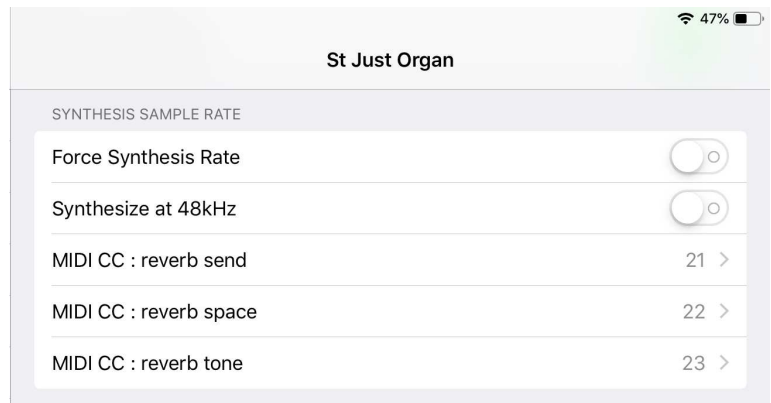 47%
St Just Organ
SYNTHESIS SAMPLE RATE
Force Synthesis Rate
Synthesize at 48kHz
MIDI CC : reverb send 21
MIDI CC : reverb space 22
MIDI CC : reverb tone 23